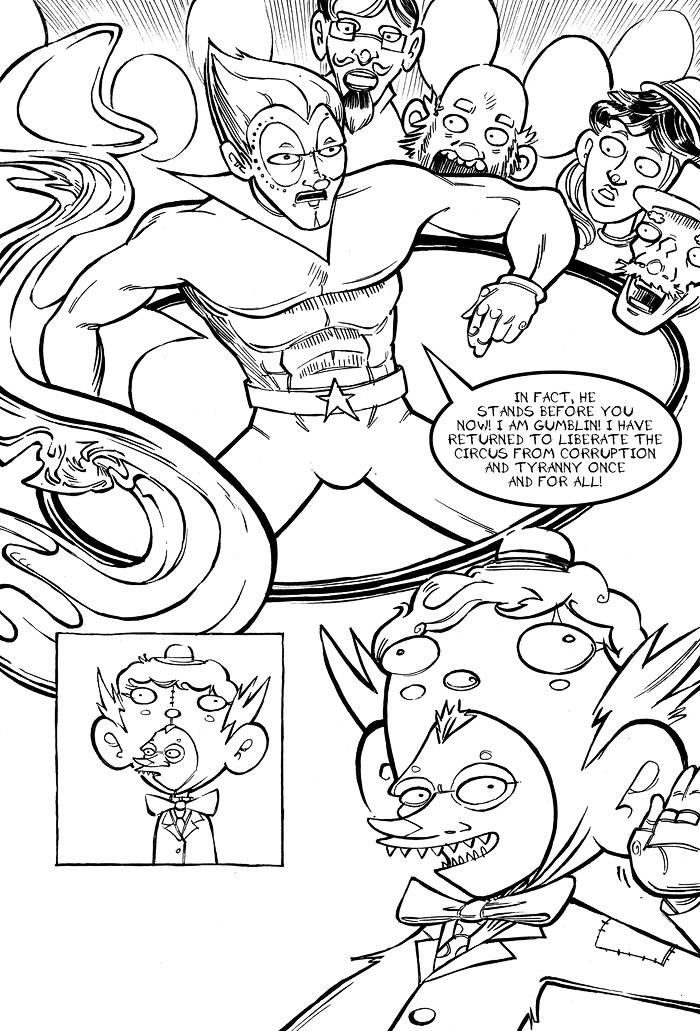 IN FACT, HE
STANDS BEFORE YOU
NOW! I AM GUMBLIN! I HAVE
RETURNED TO LIBERATE THE
CIRCUS FROM CORRUPTION
AND TYRANNY ONCE
AND FOR ALL!